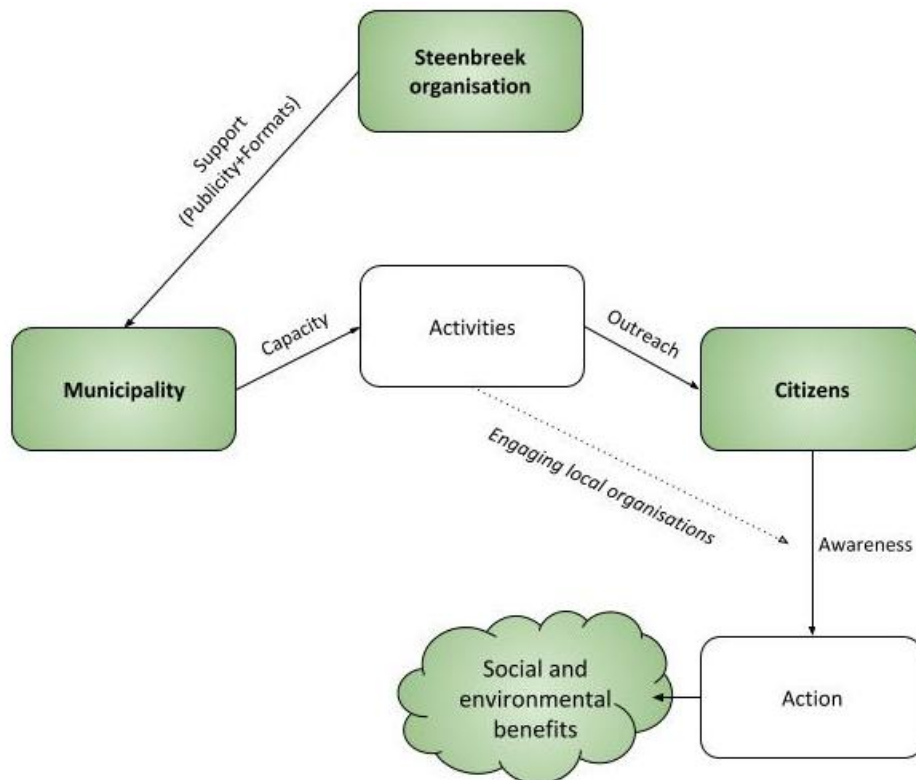 Steenbreek
organisation
Support
(Publicity+Formats)
Activities
Capacity
Outreach
Municipality
Citizens
Engaging local organisations
Awareness
Social and
environmental
benefits
Action